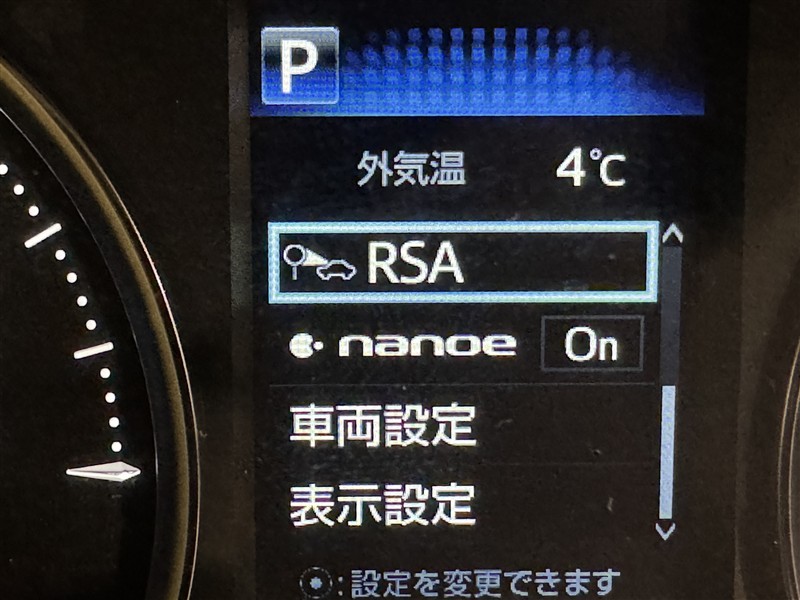 P
外気温 4℃
RSA
nanoe On
車両設定
表示設定
:設定を変更できます